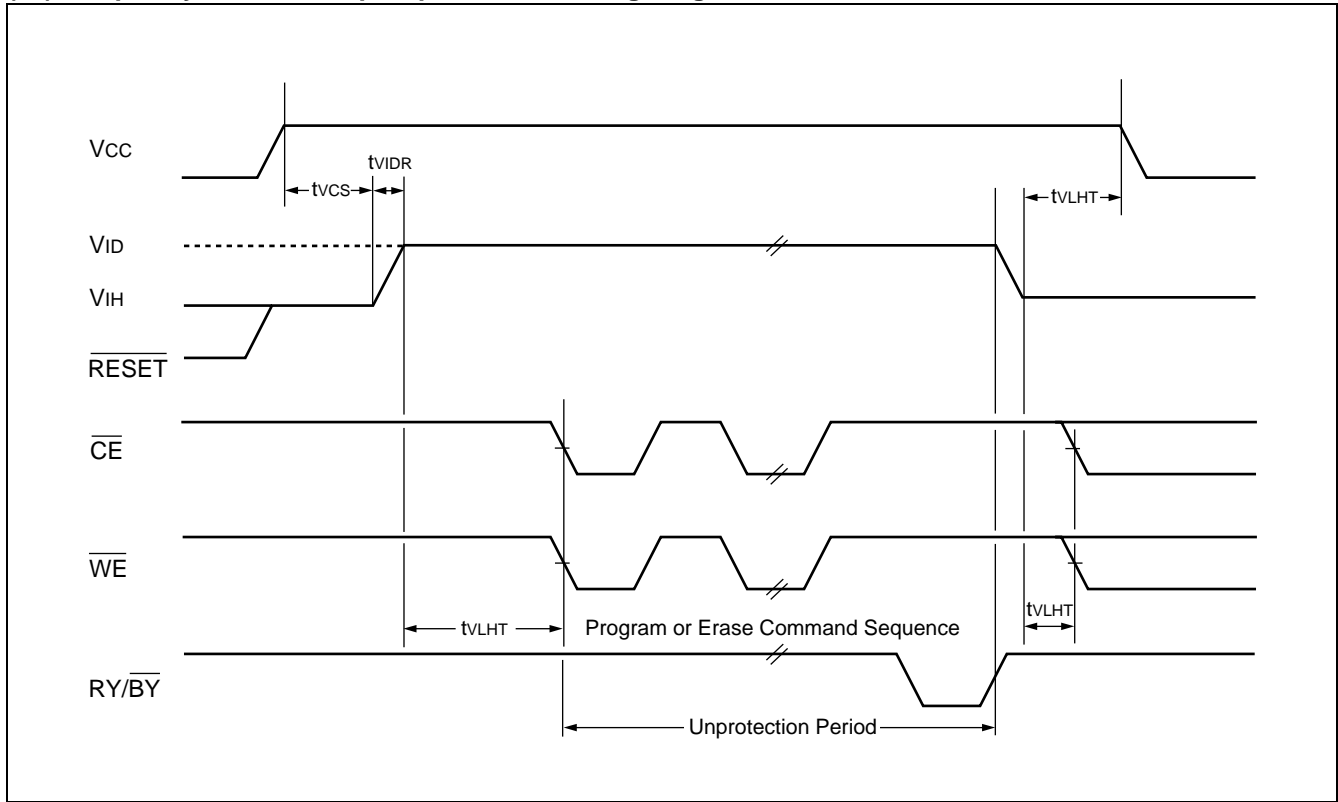 VCC
tVIDR
tVCS
tVLHT
VID
VIH
RESET
CE
WE
tVLHT
Program or Erase Command Sequence
tVLHT
RY/BY
Unprotection Period